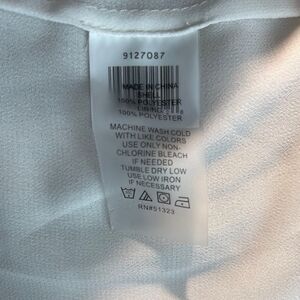 9127087
MADE IN CHINA
SHELL:
100% POLYESTER
LINING:
100% POLYESTER
MACHINE WASH COLD
WITH LIKE COLORS
USE ONLY NON-
CHLORINE BLEACH
IF NEEDED
TUMBLE DRY LOW
USE LOW IRON
IF NECESSARY
RN#51323